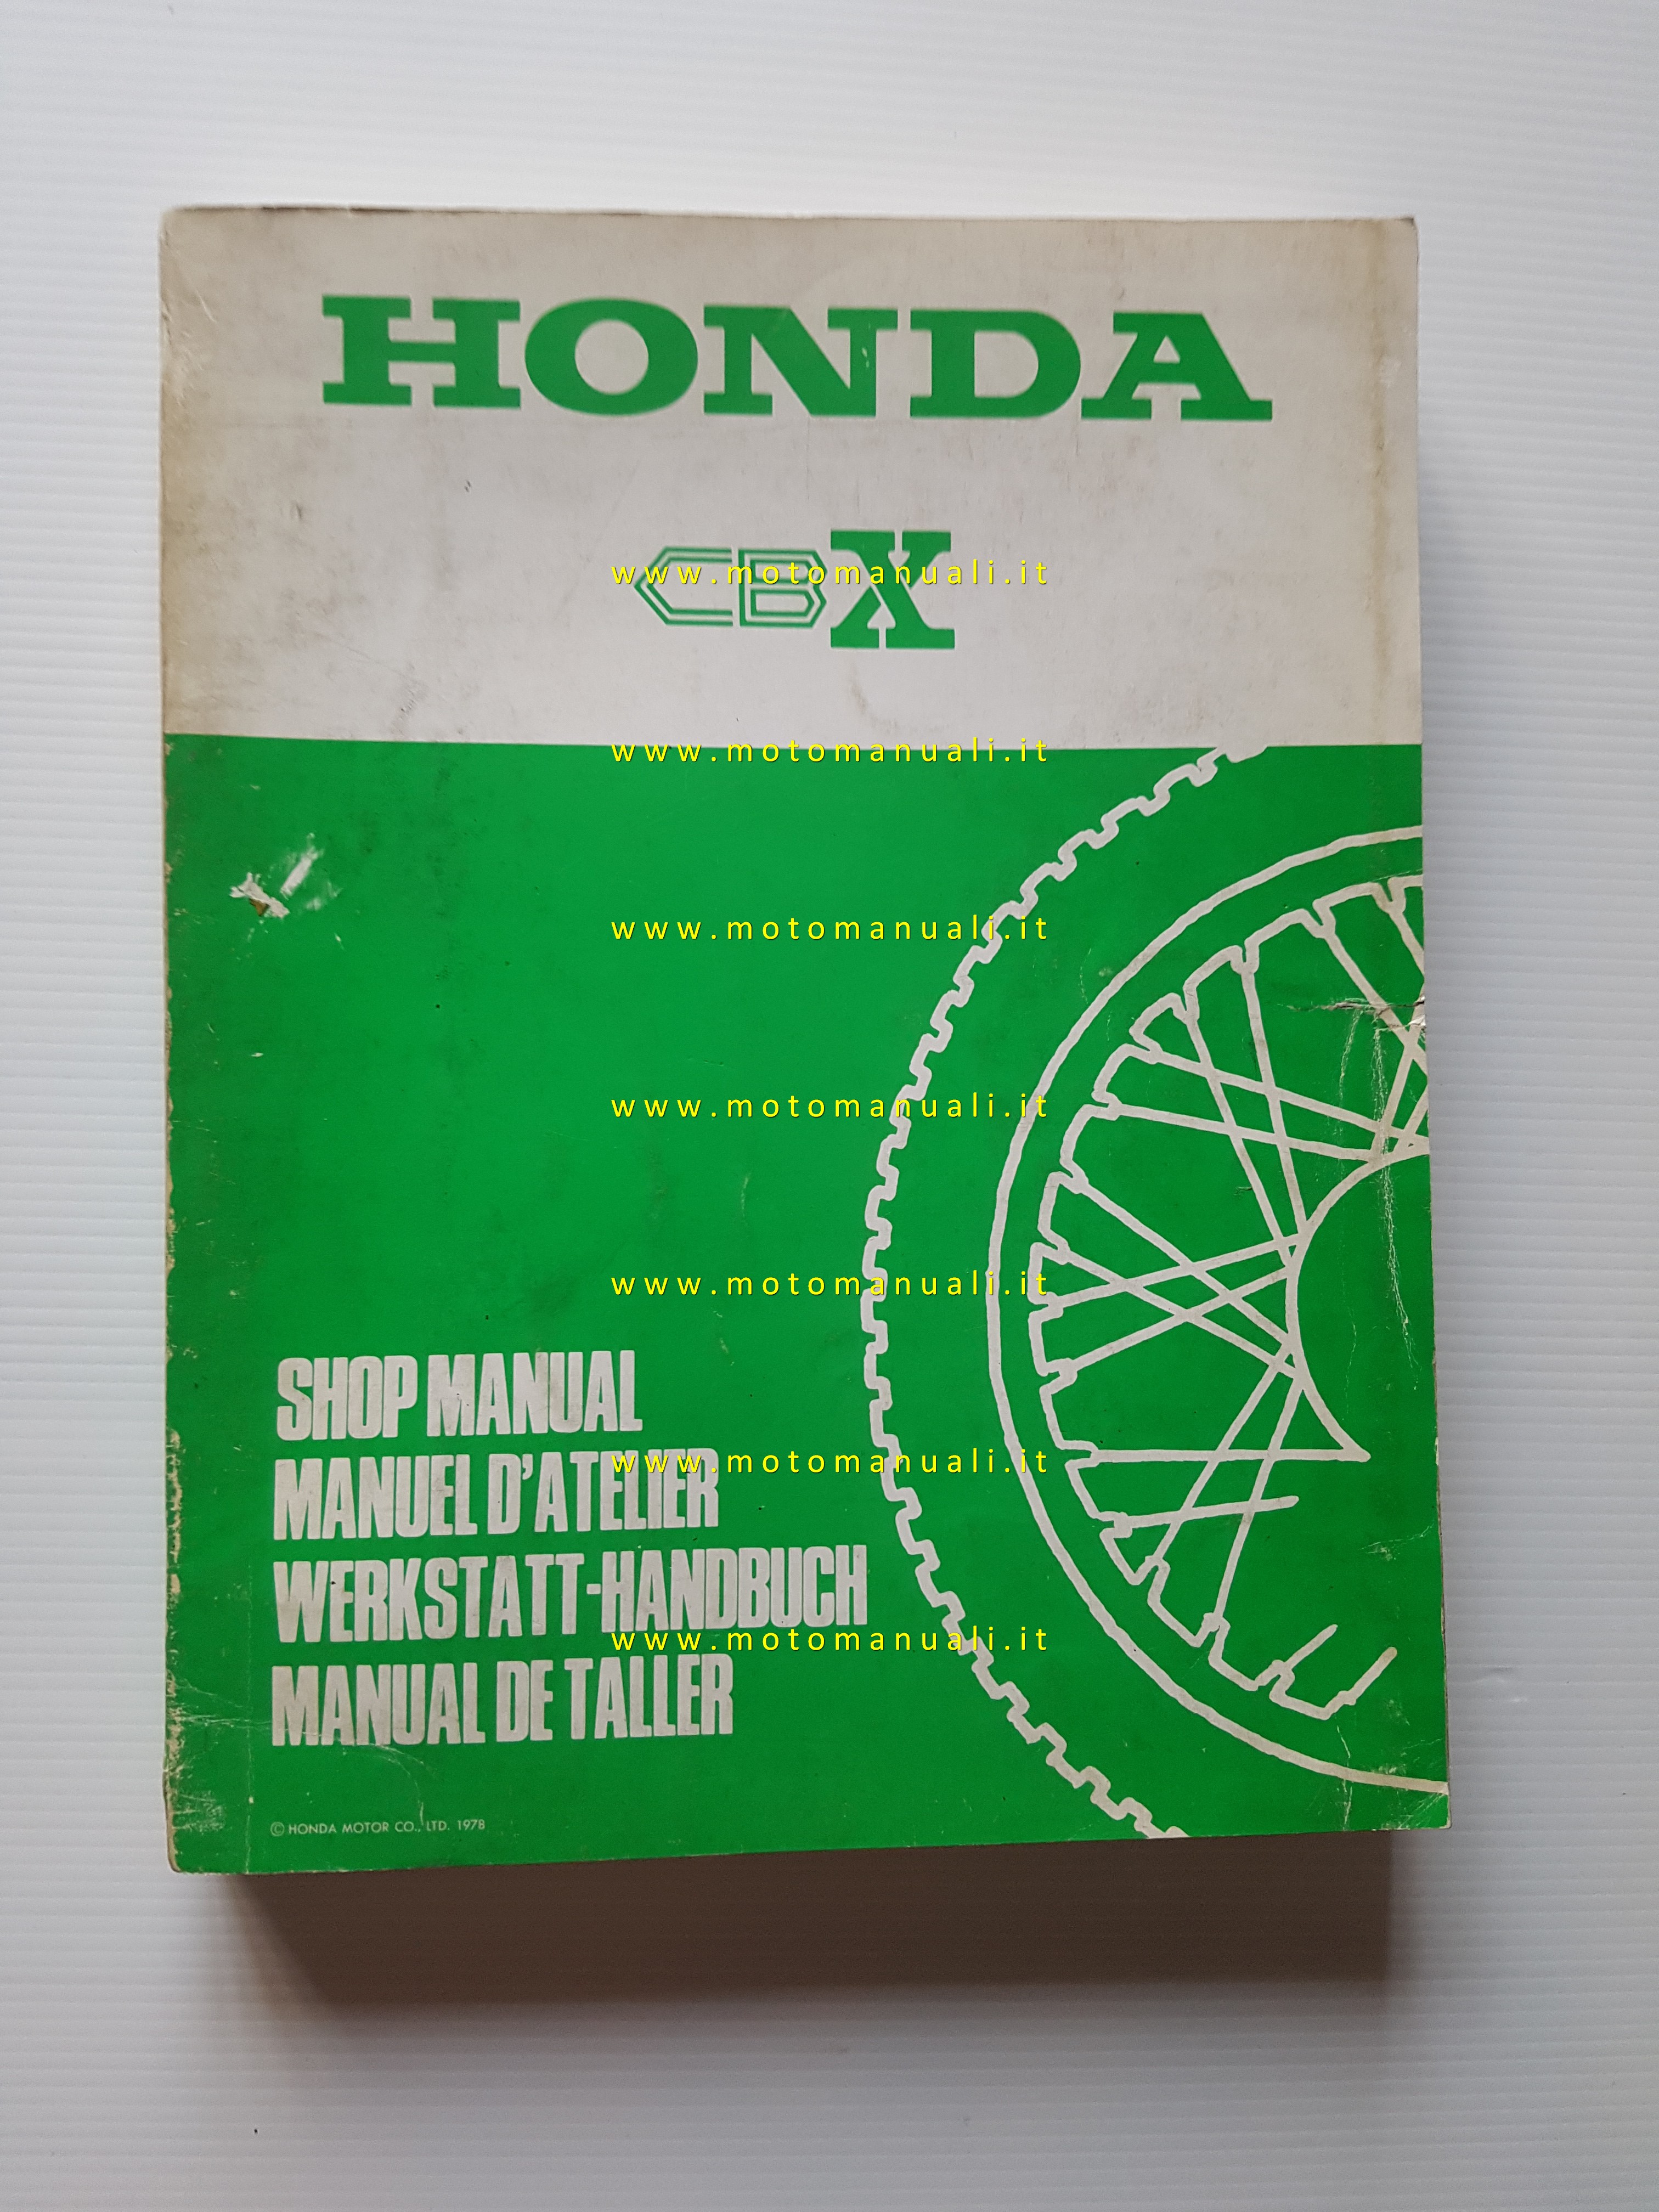 HONDA
CBX
www.motomanuali.it
www.motomanuali.it
www.motomanuali.it
www.motomanuali.it
www.motomanuali.it
SHOP MANUAL
MANUEL D'ATELIER
www.motomanuali.it
WERKSTATT-HANDBUCH
www.motomanuali.it
MANUAL DE TALLER
© HONDA MOTOR CO., LTD. 1978